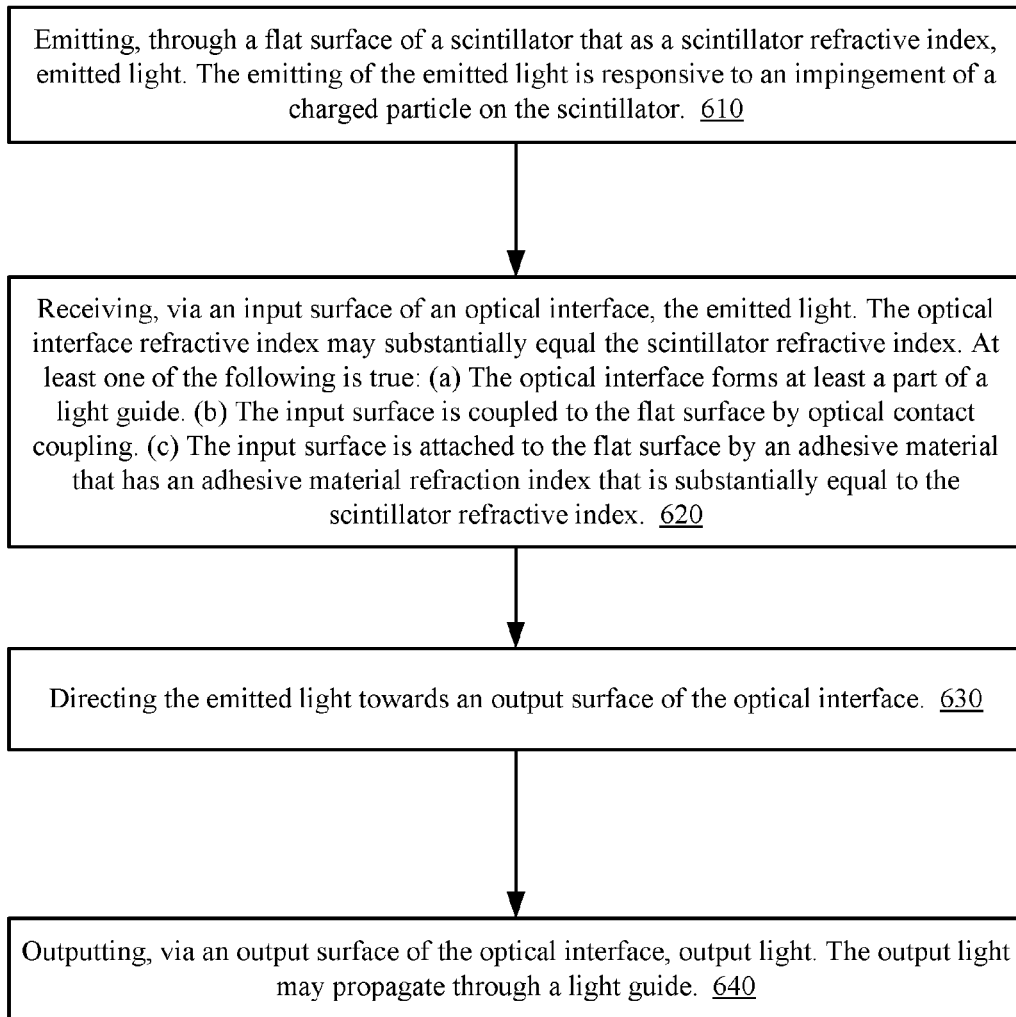 Emitting, through a flat surface of a scintillator that as a scintillator refractive index,
emitted light. The emitting of the emitted light is responsive to an impingement of a
charged particle on the scintillator. 610
Receiving, via an input surface of an optical interface, the emitted light. The optical
interface refractive index may substantially equal the scintillator refractive index. At
least one of the following is true: (a) The optical interface forms at least a part of a
light guide. (b) The input surface is coupled to the flat surface by optical contact
coupling. (c) The input surface is attached to the flat surface by an adhesive material
that has an adhesive material refraction index that is substantially equal to the
scintillator refractive index. 620
Directing the emitted light towards an output surface of the optical interface. 630
Outputting, via an output surface of the optical interface, output light. The output light
may propagate through a light guide. 640